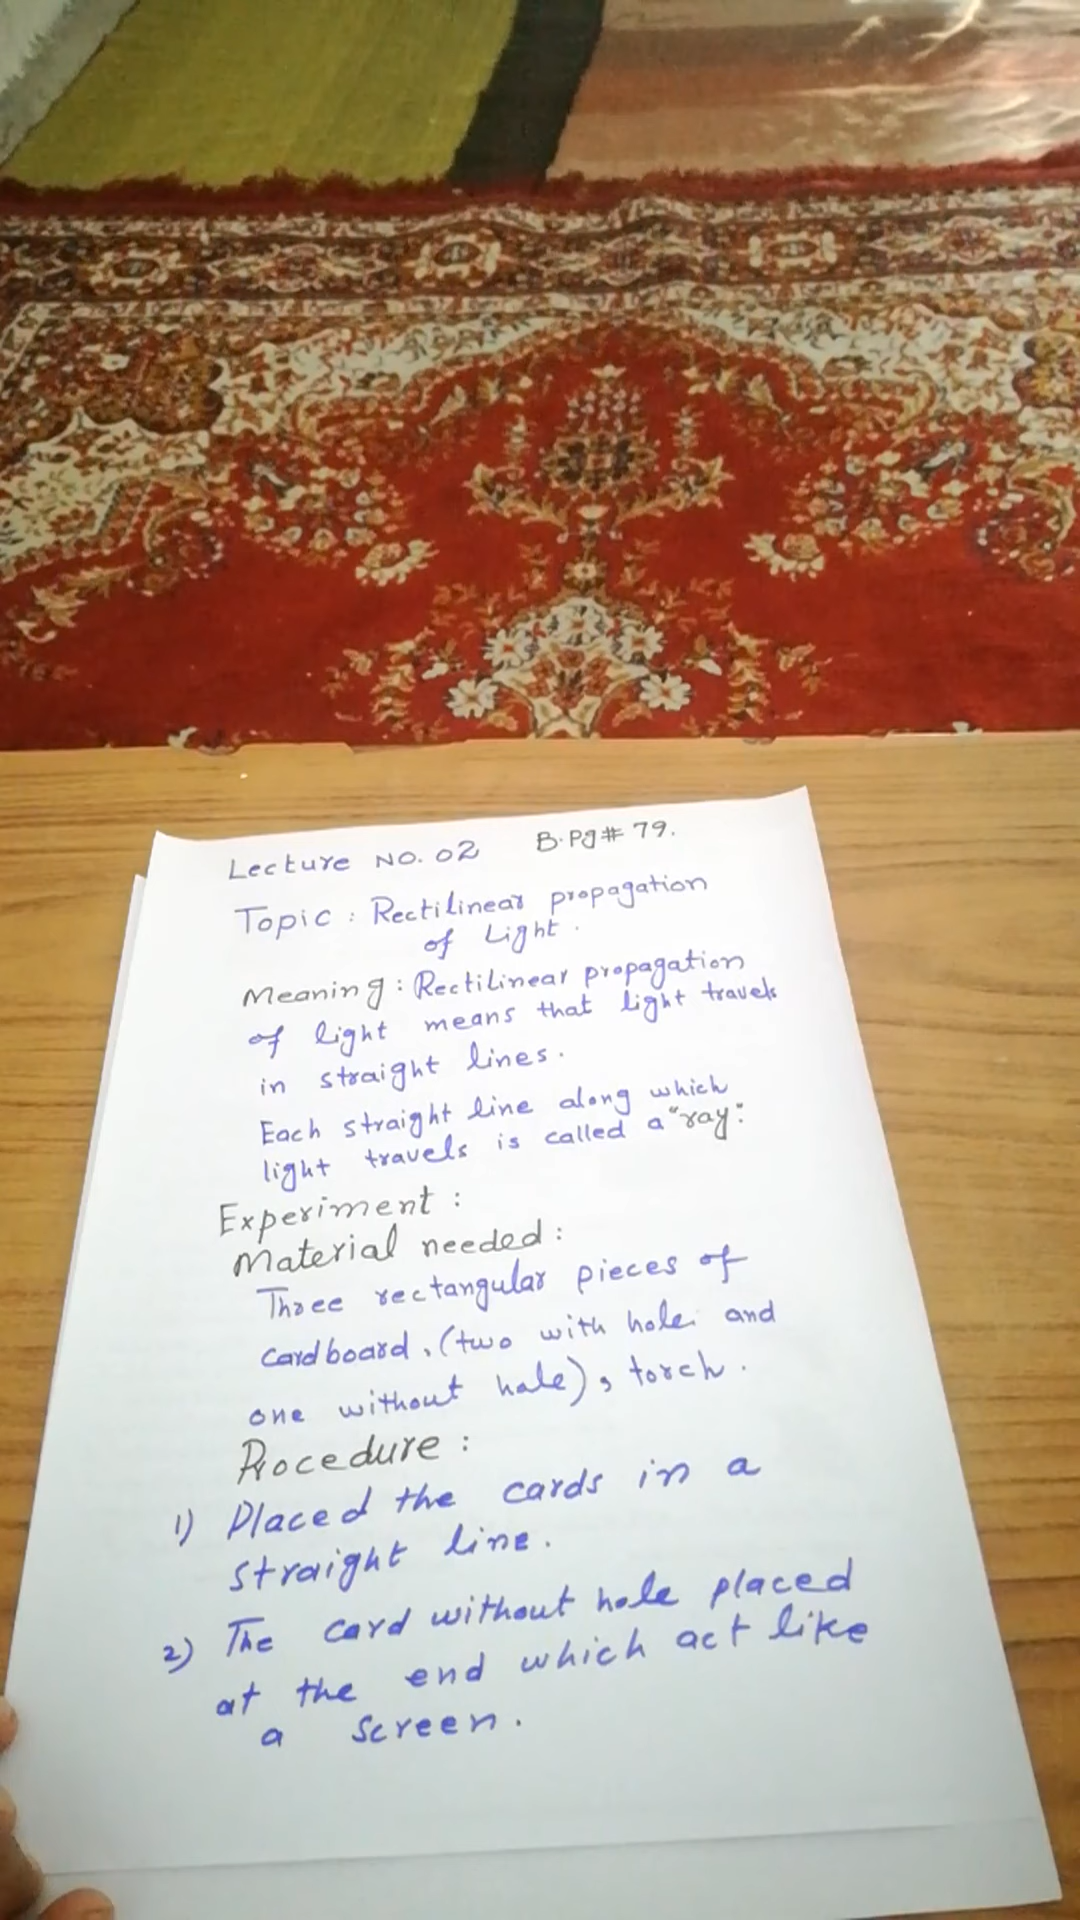 Lecture NO. 02 B.Pg# 79.
Topic : Rectilinear propagation
of Light.
Meaning : Rectilinear propagation
of light means that light travels
in straight lines.
Each straight line along which
light travels is called a "ray".
Experiment :
Material needed :
Three rectangular pieces of
cardboard, (two with hole and
one without hole), torch.
Procedure :
1) Placed the cards in a
straight line.
2) The card without hole placed
at the end which act like
a screen.